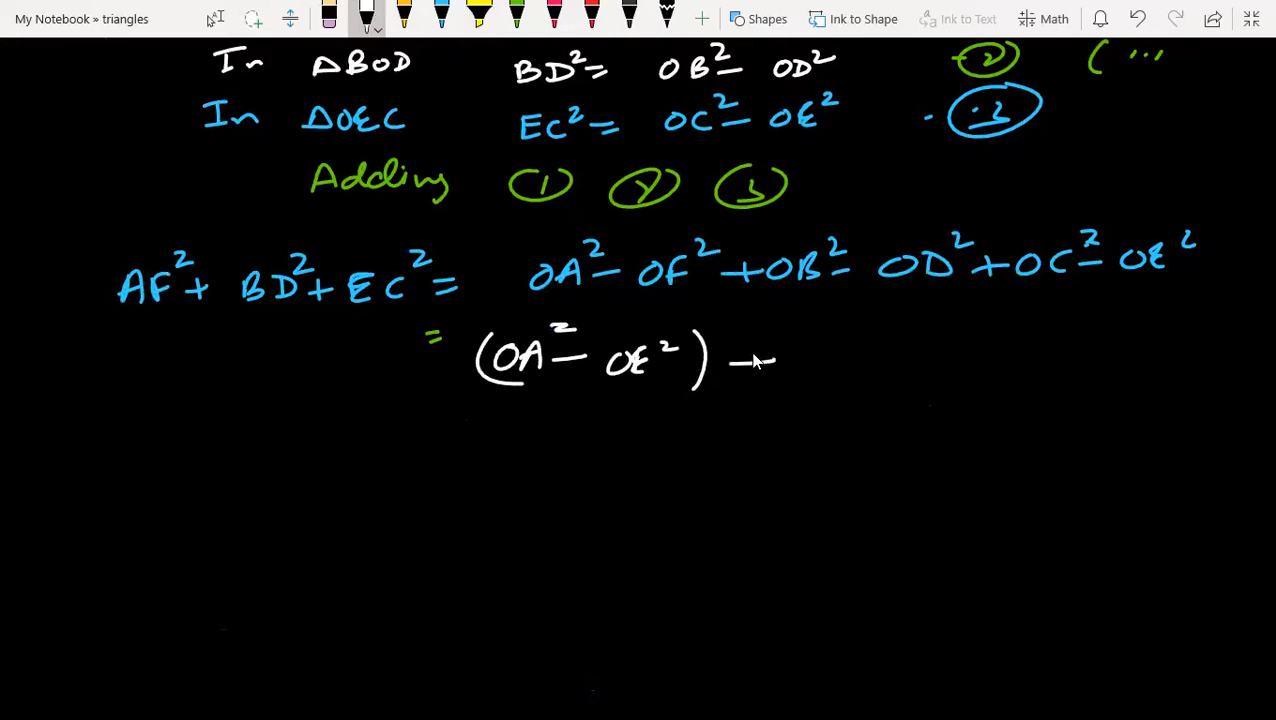 My Notebook » triangles Shapes Ink to Shape Ink to Text Math
In ΔBOD BD² = OB² - OD² -② (...
In ΔOEC EC² = OC² - OE² . .3
Adding ① ② ③
AF² + BD² + EC² = OA² - OF² + OB² - OD² + OC² - OE²
= (OA² - OE²) -